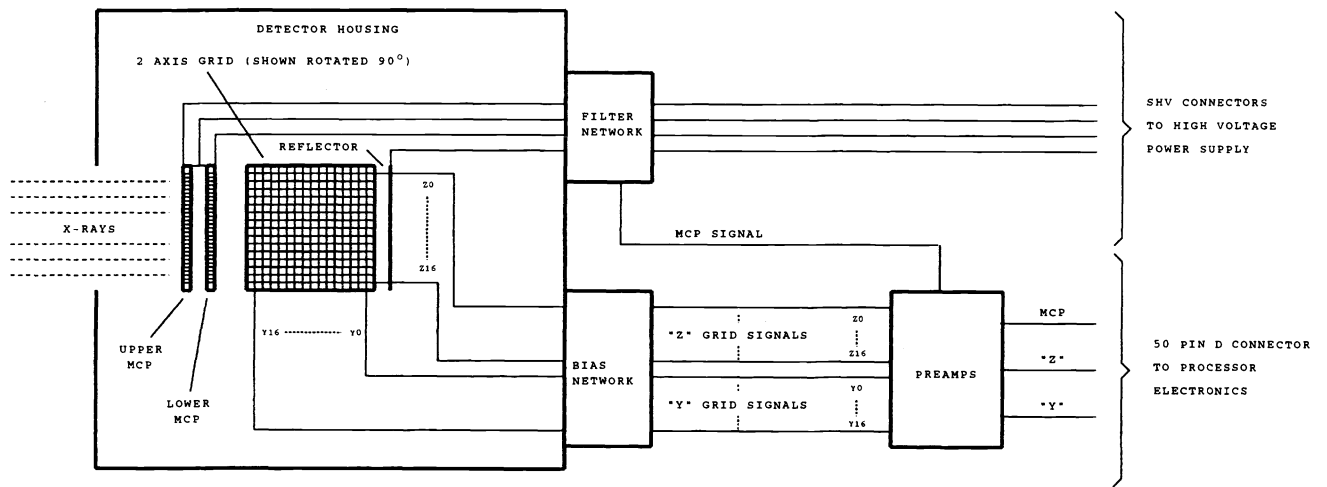 DETECTOR HOUSING
2 AXIS GRID (SHOWN ROTATED 90°)
REFLECTOR
FILTER
NETWORK
SHV CONNECTORS
TO HIGH VOLTAGE
POWER SUPPLY
X-RAYS
Z0
Z16
MCP SIGNAL
Y16
Y0
UPPER
MCP
LOWER
MCP
BIAS
NETWORK
"Z" GRID SIGNALS
Z0
Z16
"Y" GRID SIGNALS
Y0
Y16
PREAMPS
MCP
"Z"
"Y"
50 PIN D CONNECTOR
TO PROCESSOR
ELECTRONICS